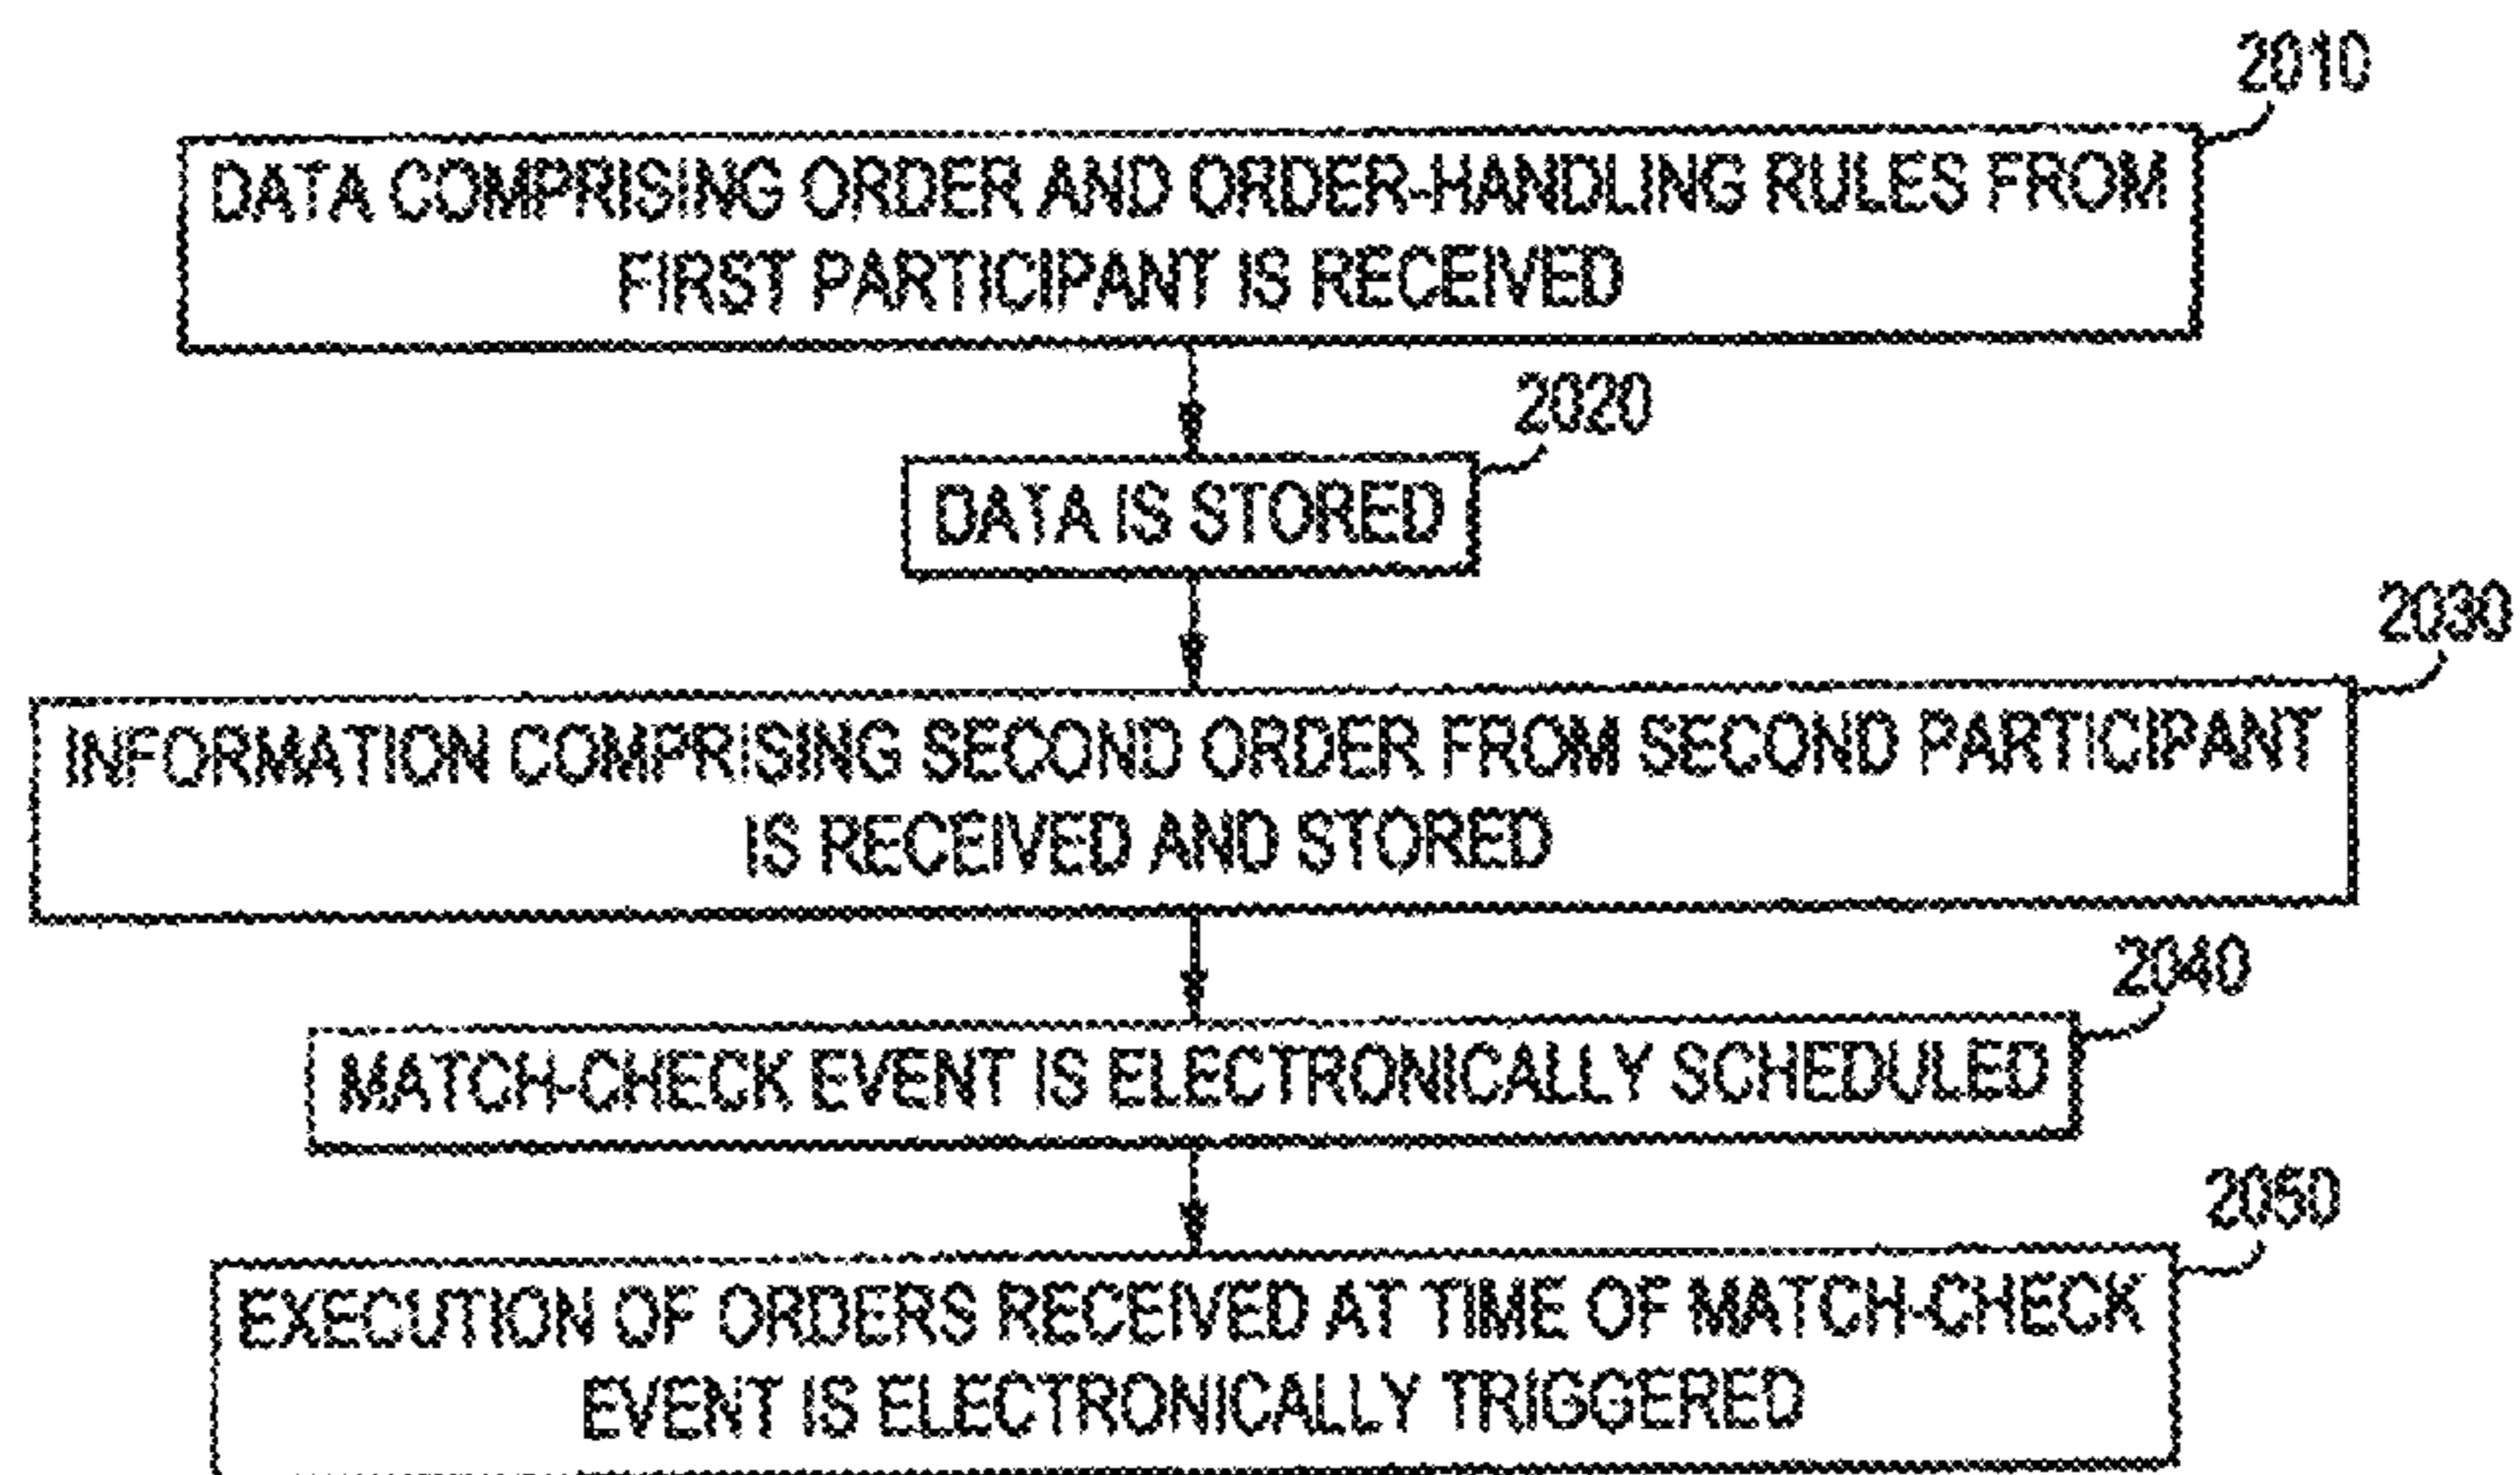 2010
DATA COMPRISING ORDER AND ORDER-HANDLING RULES FROM
FIRST PARTICIPANT IS RECEIVED
2020
DATA IS STORED
2030
INFORMATION COMPRISING SECOND ORDER FROM SECOND PARTICIPANT
IS RECEIVED AND STORED
2040
MATCH-CHECK EVENT IS ELECTRONICALLY SCHEDULED
2050
EXECUTION OF ORDERS RECEIVED AT TIME OF MATCH-CHECK
EVENT IS ELECTRONICALLY TRIGGERED